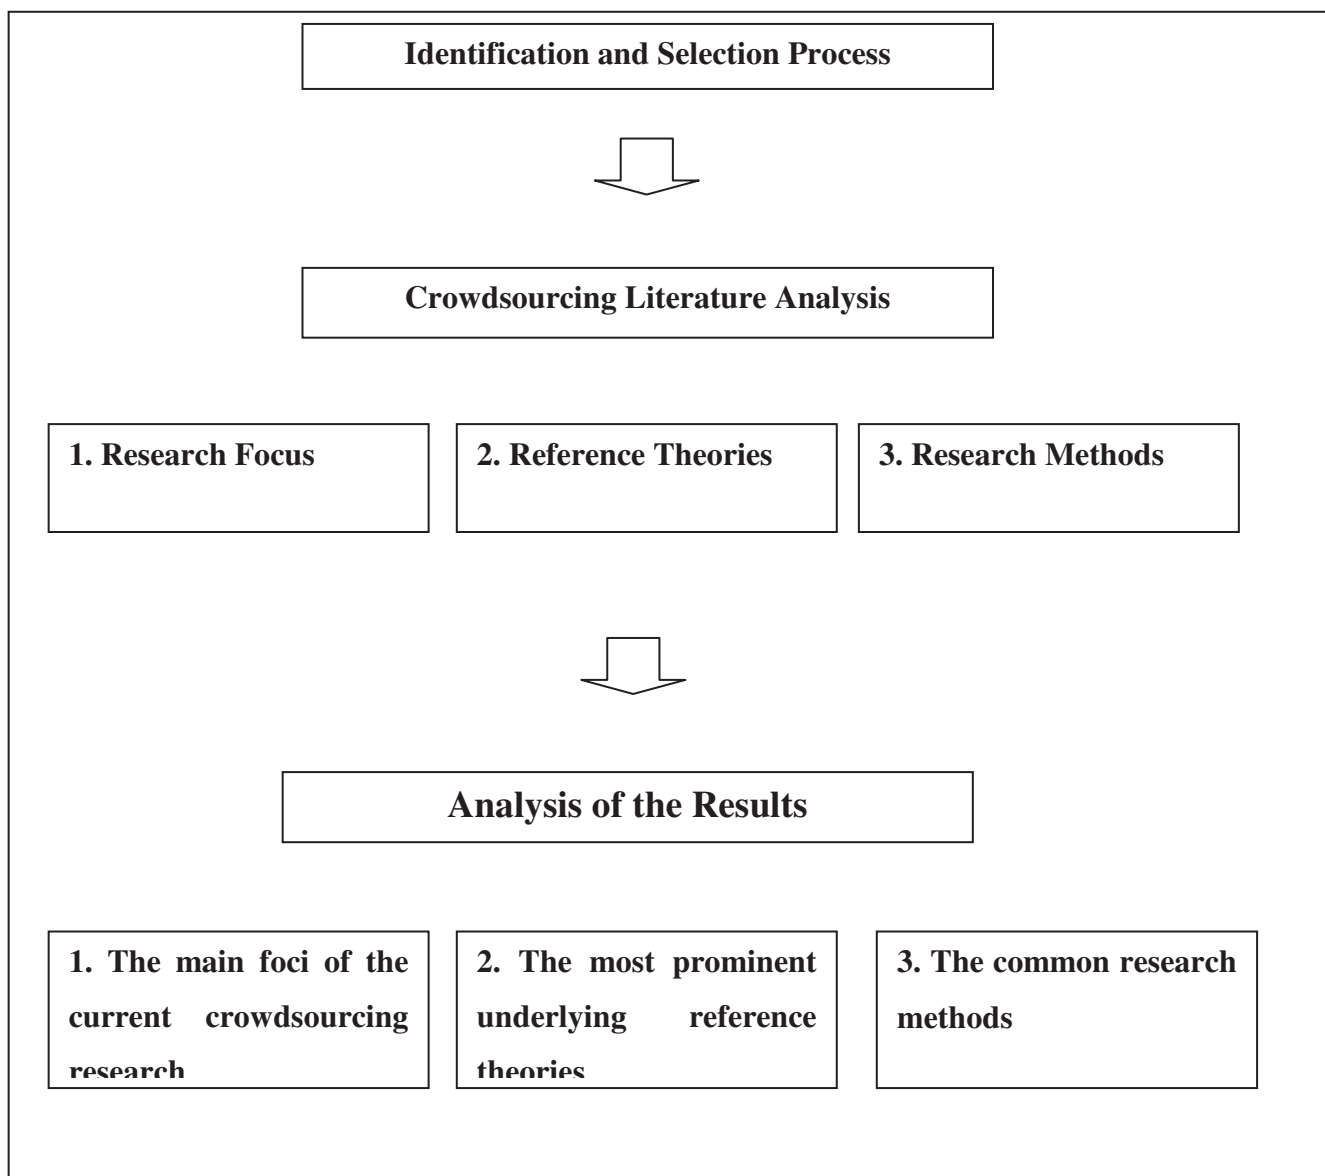 Identification and Selection Process
Crowdsourcing Literature Analysis
1. Research Focus
2. Reference Theories
3. Research Methods
Analysis of the Results
1. The main foci of the
current crowdsourcing
research
2. The most prominent
underlying reference
theories
3. The common research
methods